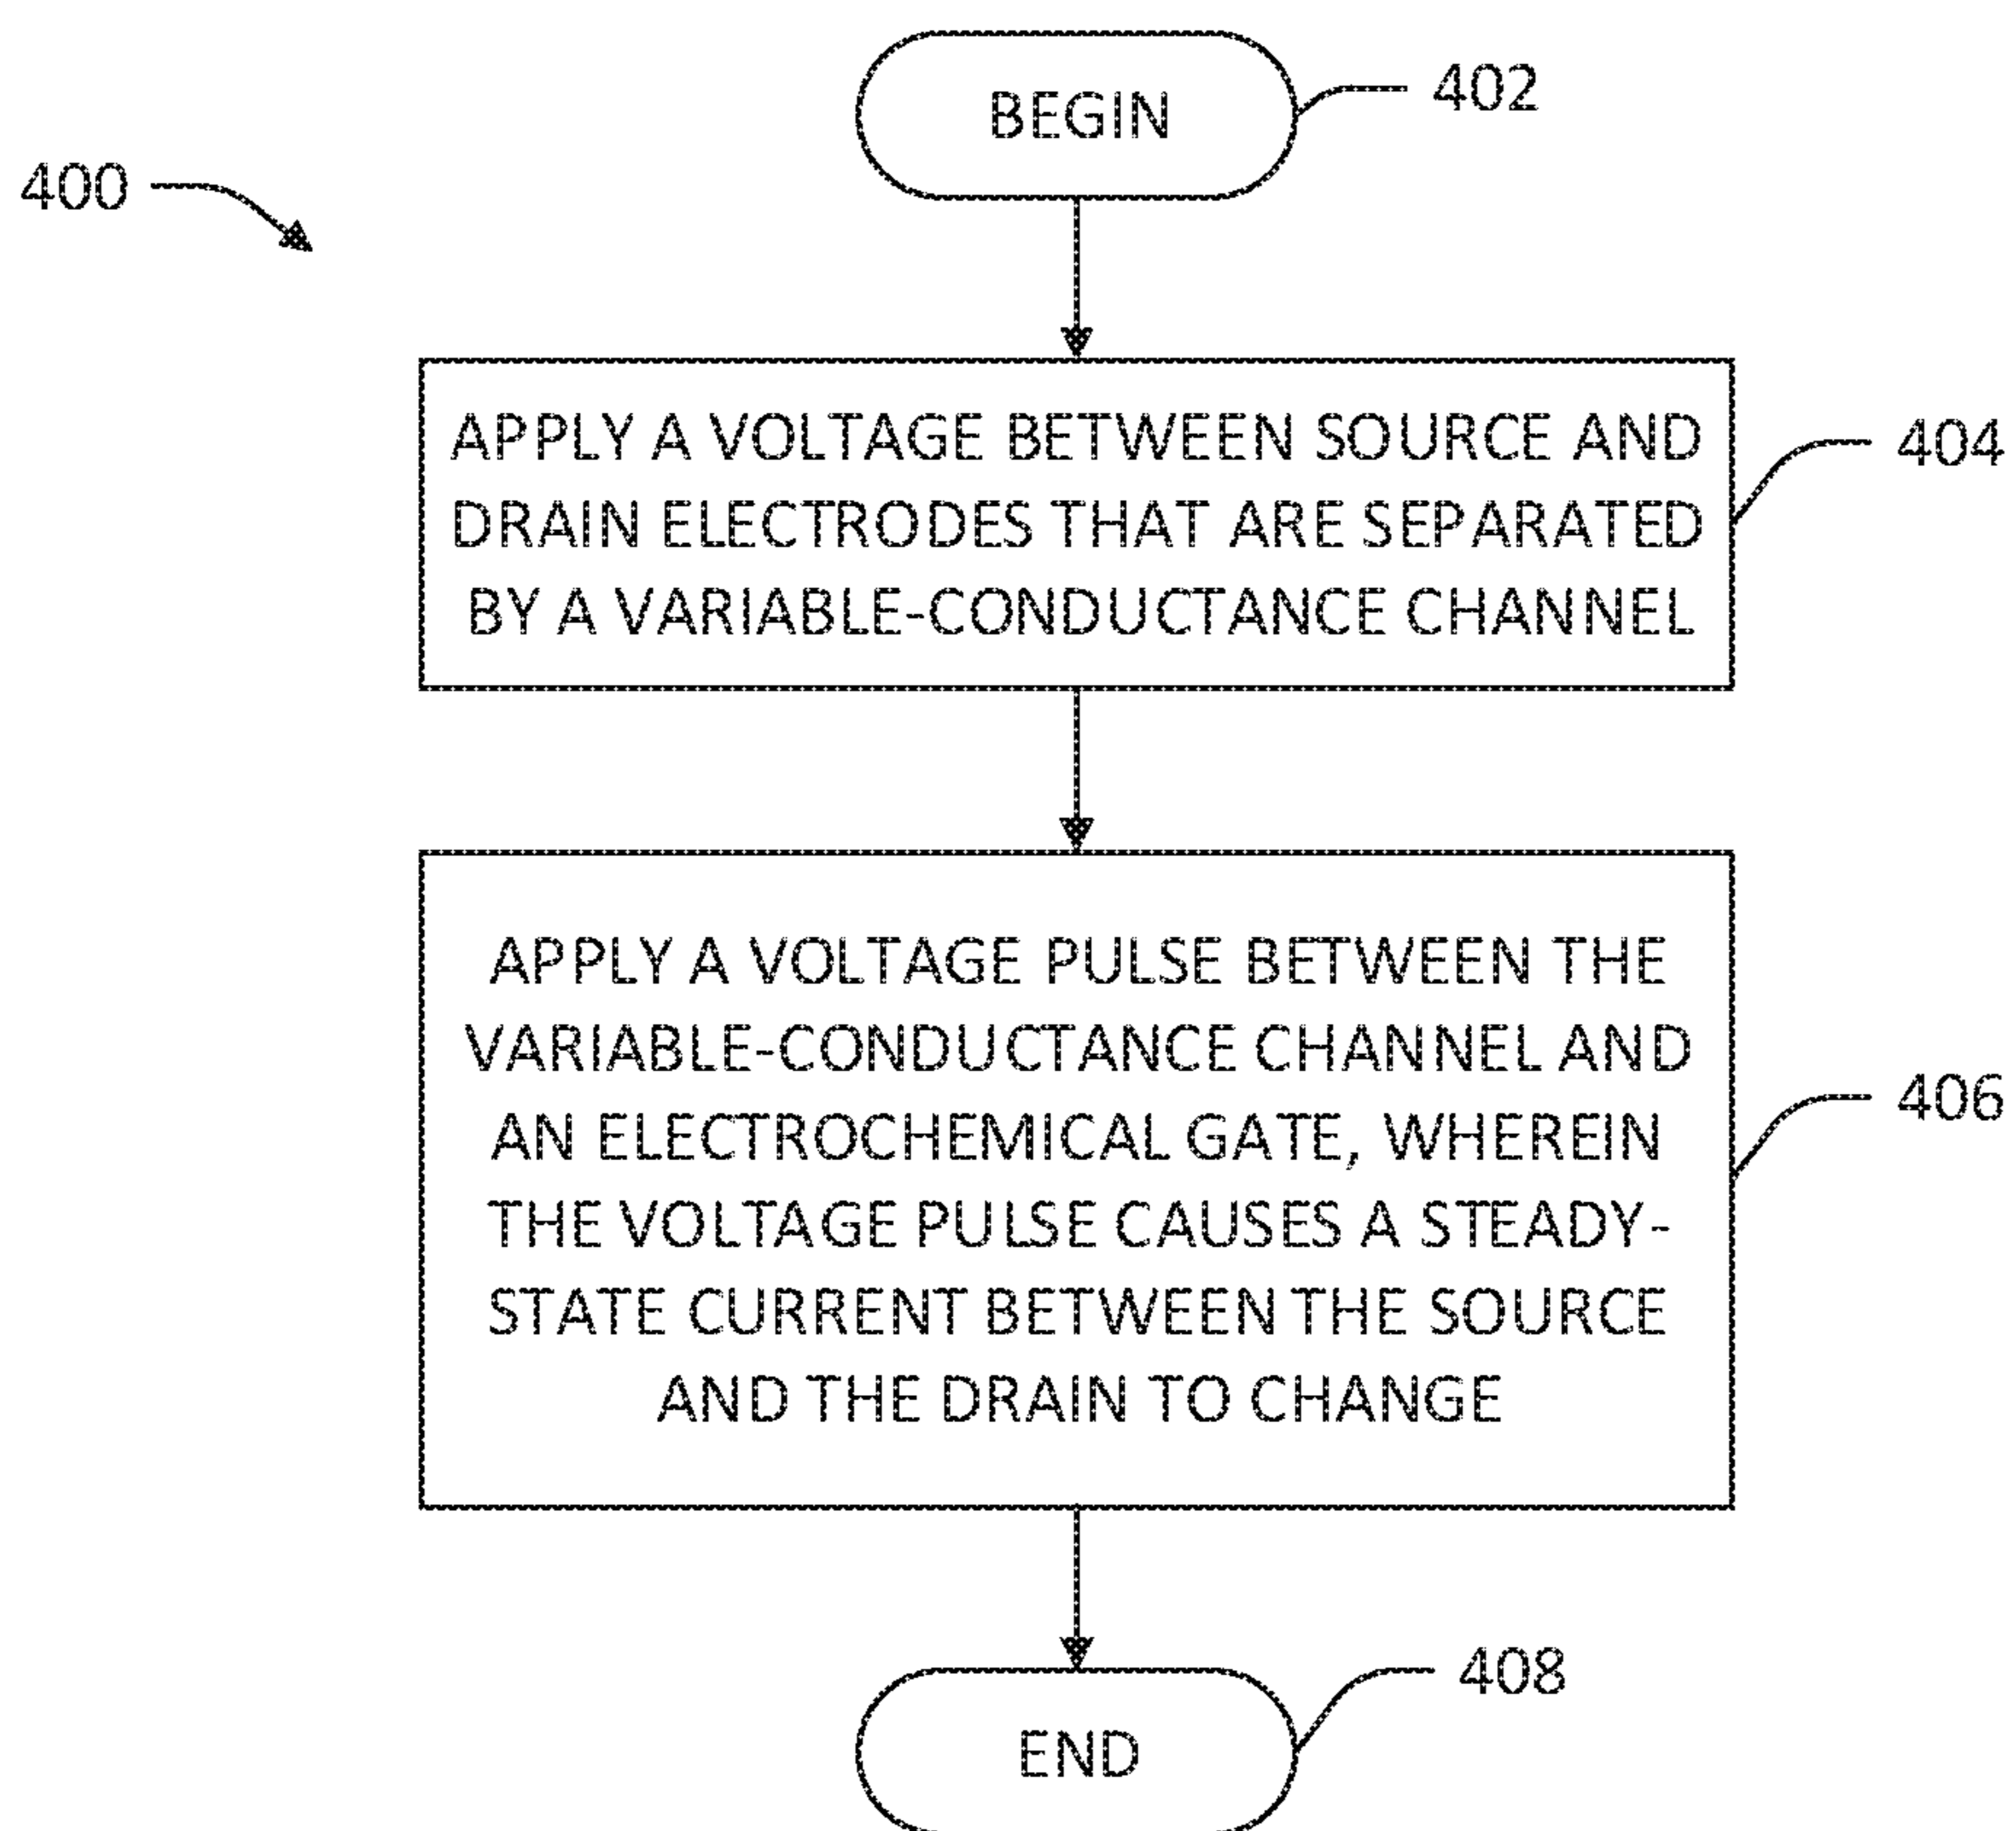 BEGIN
402
400
APPLY A VOLTAGE BETWEEN SOURCE AND
DRAIN ELECTRODES THAT ARE SEPARATED
BY A VARIABLE-CONDUCTANCE CHANNEL
404
APPLY A VOLTAGE PULSE BETWEEN THE
VARIABLE-CONDUCTANCE CHANNEL AND
AN ELECTROCHEMICAL GATE, WHEREIN
THE VOLTAGE PULSE CAUSES A STEADY-
STATE CURRENT BETWEEN THE SOURCE
AND THE DRAIN TO CHANGE
406
408
END